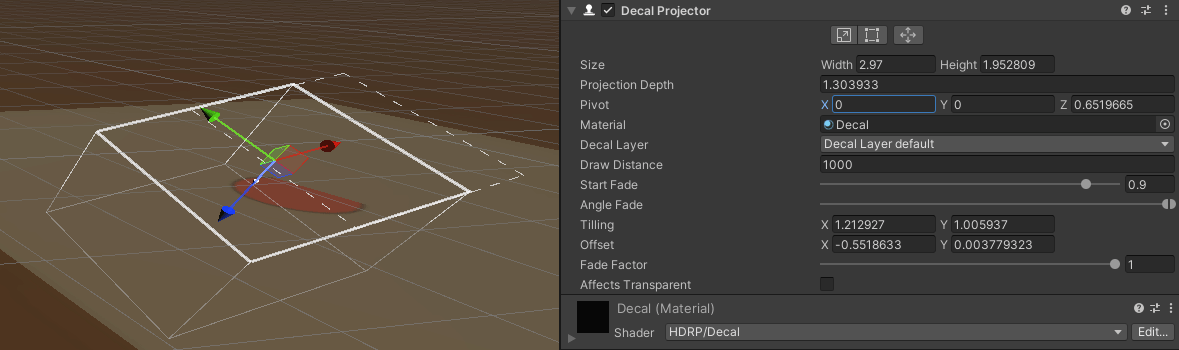 Decal Projector
Size Width 2.97 Height 1.952809
Projection Depth 1.303933
Pivot X 0 Y 0 Z 0.6519665
Material Decal
Decal Layer Decal Layer default
Draw Distance 1000
Start Fade 0.9
Angle Fade
Tilling X 1.212927 Y 1.005937
Offset X -0.5518633 Y 0.003779323
Fade Factor 1
Affects Transparent
Decal (Material)
Shader HDRP/Decal Edit...